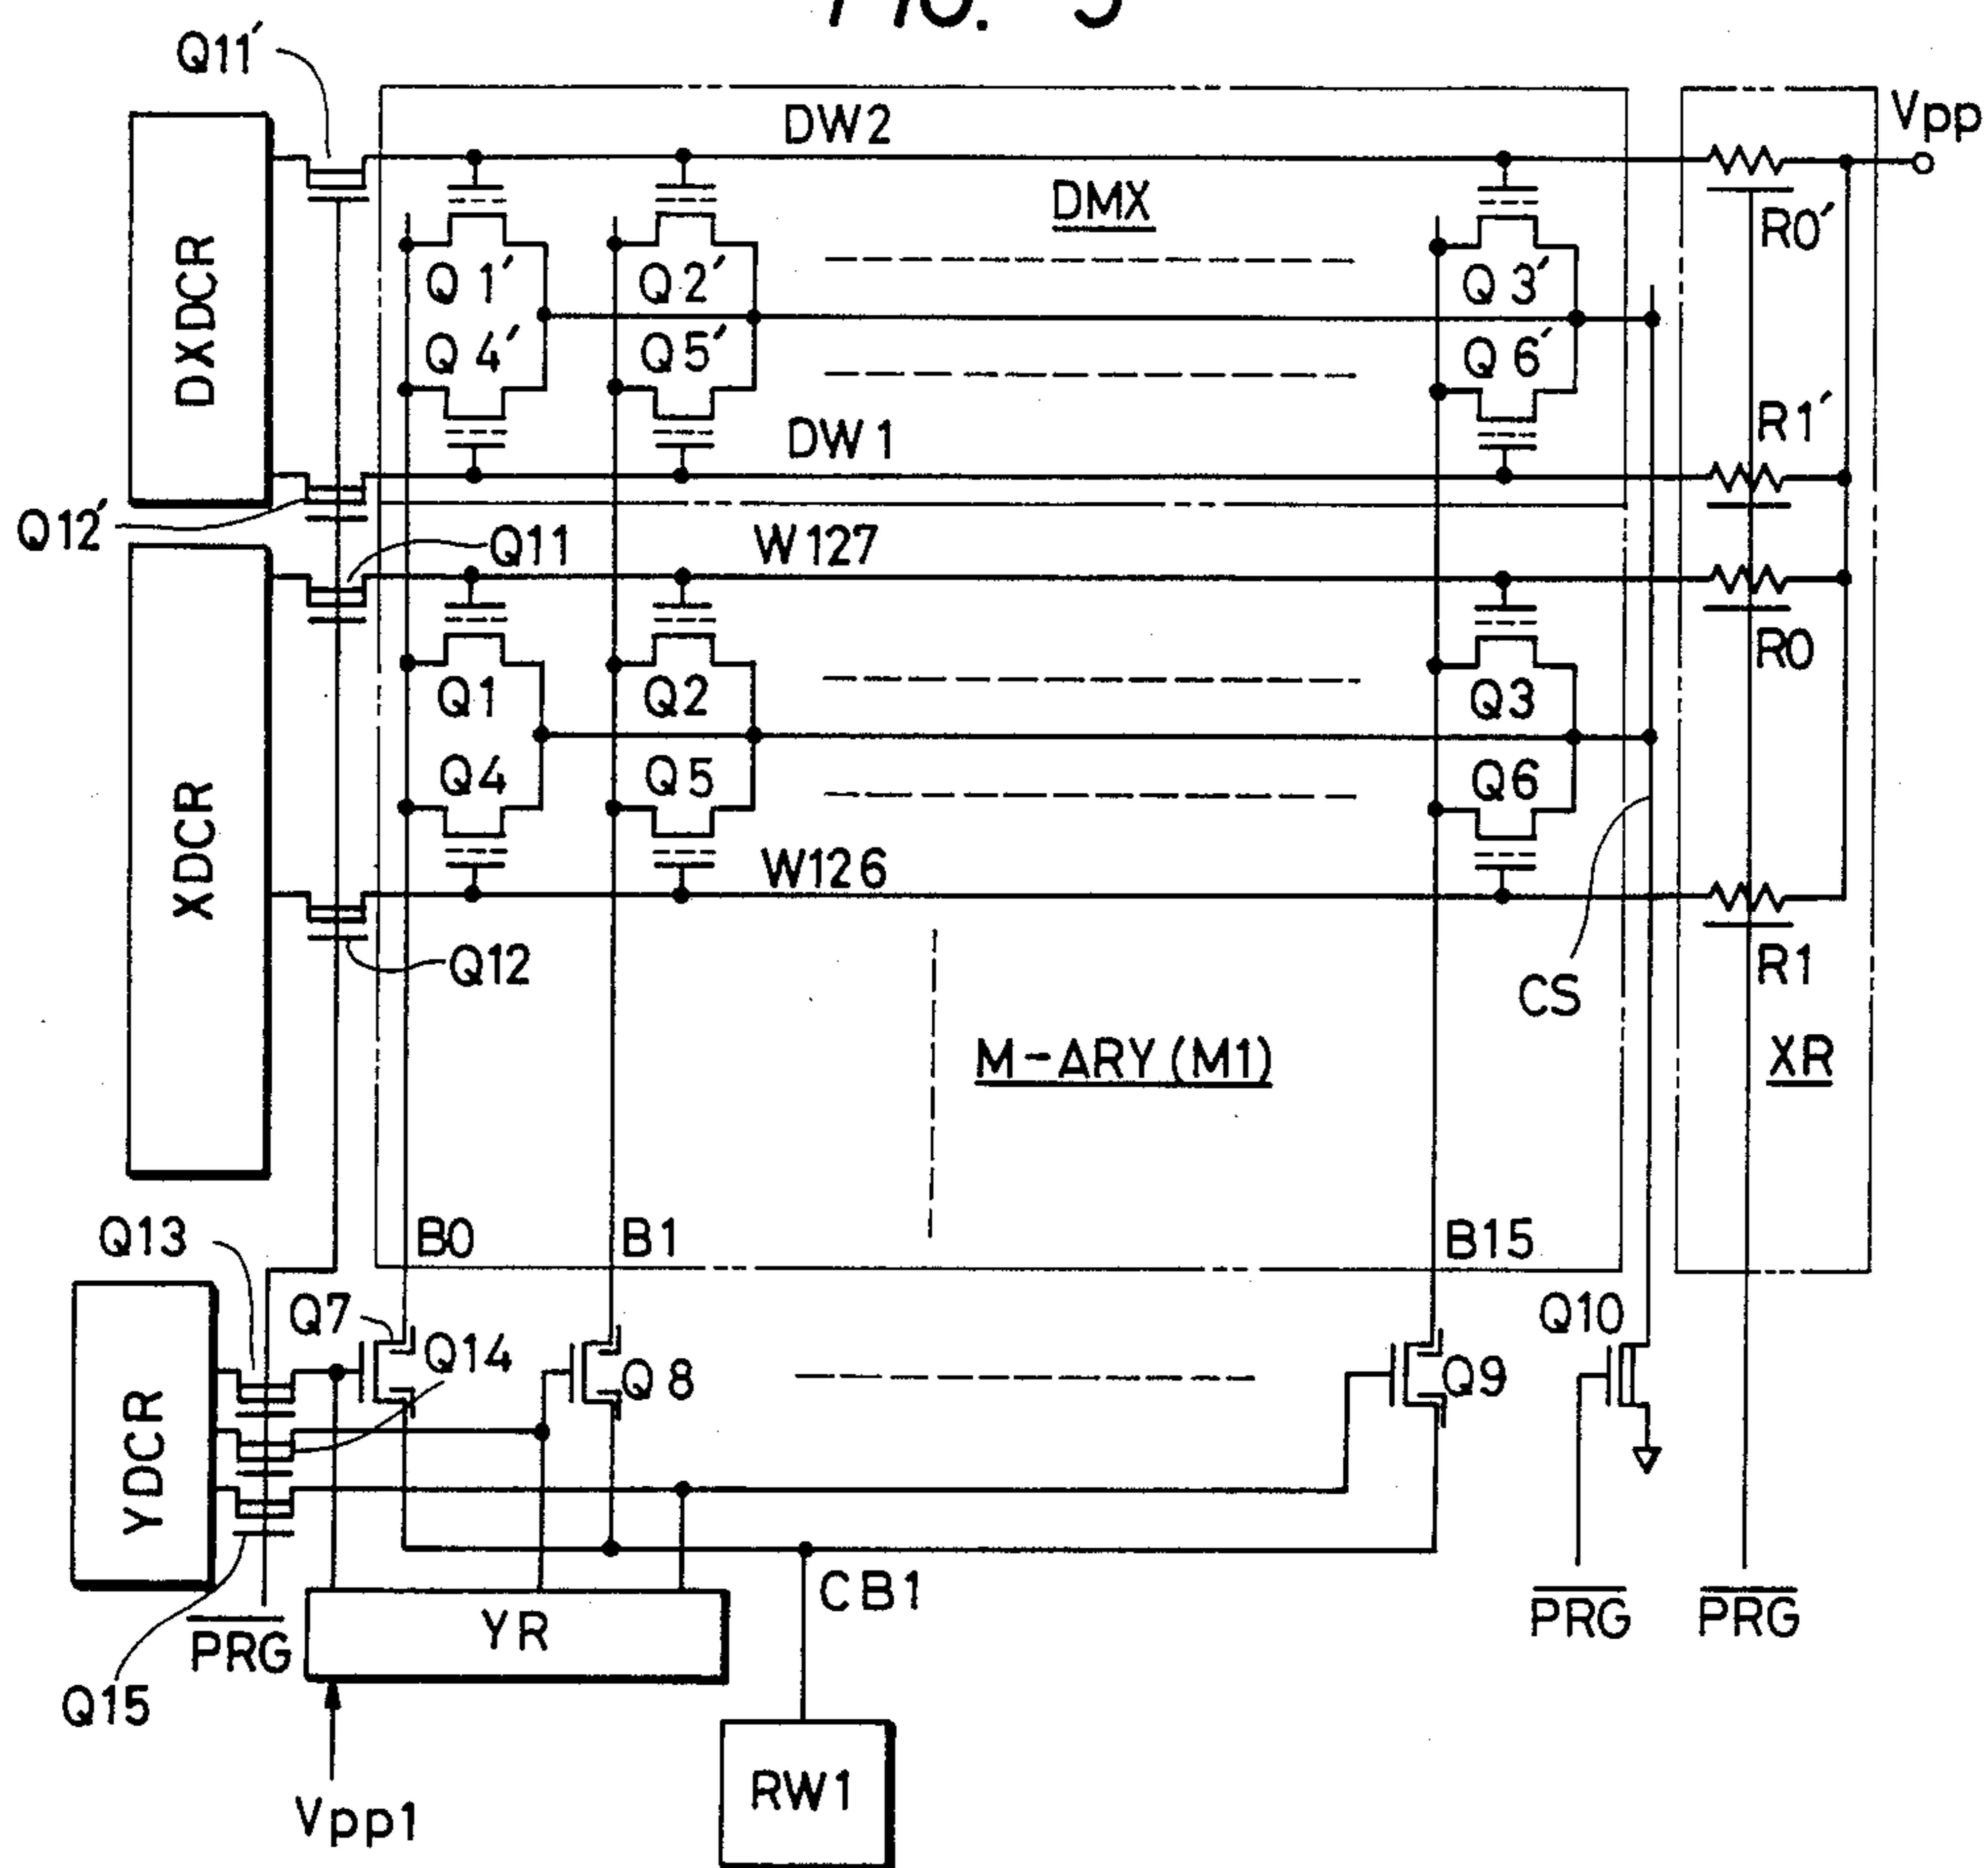 FIG. 5
Q11'
Vpp
DW2
DMX
R0'
DXDCR
Q1' Q2' Q3'
Q4' Q5' Q6'
R1'
DW1
Q12'
Q11
W127
R0
Q1 Q2 Q3
Q4 Q5 Q6
XDCR
W126
Q12
CS
R1
M-ARY (M1)
XR
Q13
B0 B1 B15
Q7
Q14
Q8
Q9
Q10
YDCR
CB1
PRG
PRG
PRG
YR
Q15
Vpp1
RW1